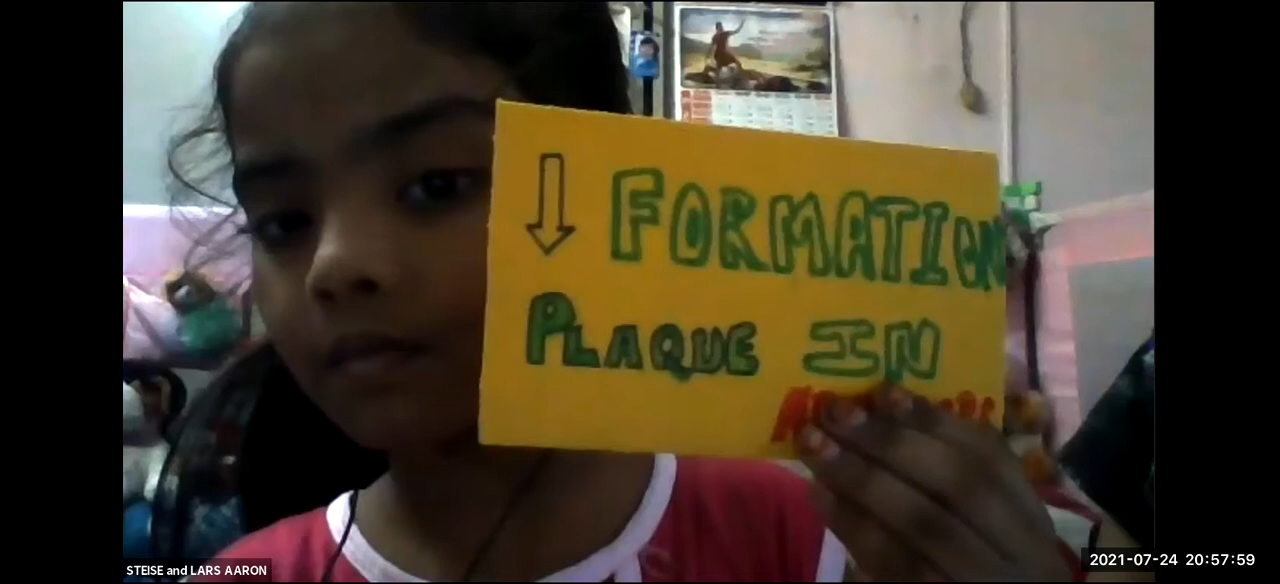 ↓ FORMATION
PLAQUE IN
STEISE and LARS AARON
2021-07-24 20:57:59